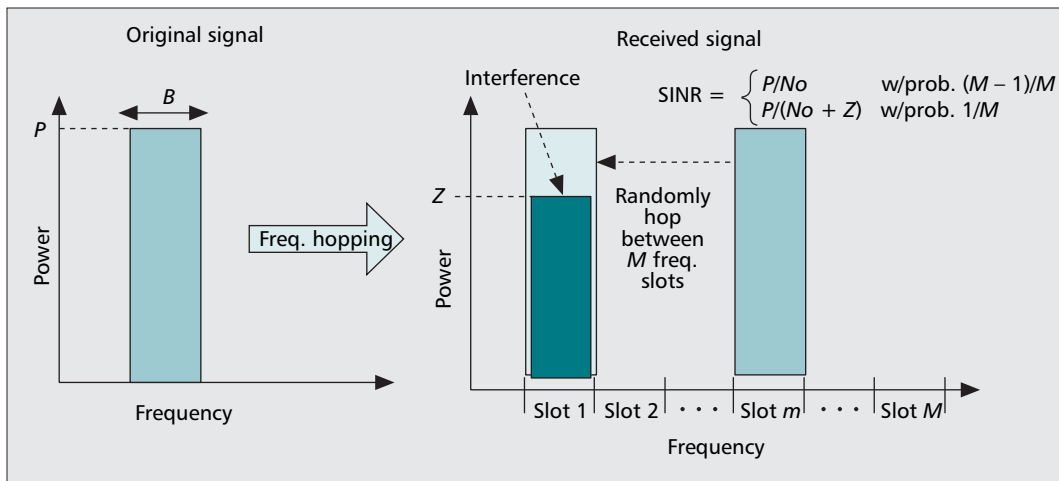 Original signal
B
P
Power
Frequency
Freq. hopping
Received signal
Interference
SINR = { P/No w/prob. (M – 1)/M
P/(No + Z) w/prob. 1/M
Z
Randomly
hop
between
M freq.
slots
Power
Slot 1 Slot 2 • • • Slot m • • • Slot M
Frequency